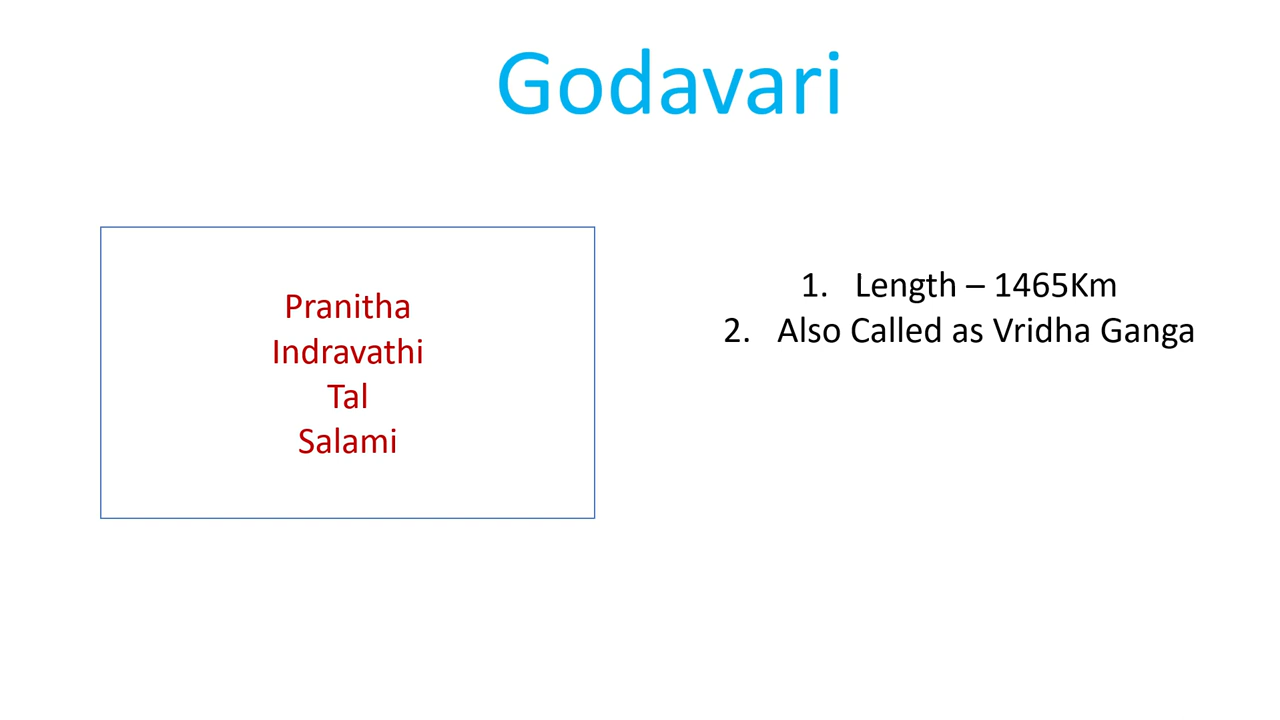 Godavari
Pranitha
Indravathi
Tal
Salami
1. Length – 1465Km
2. Also Called as Vridha Ganga